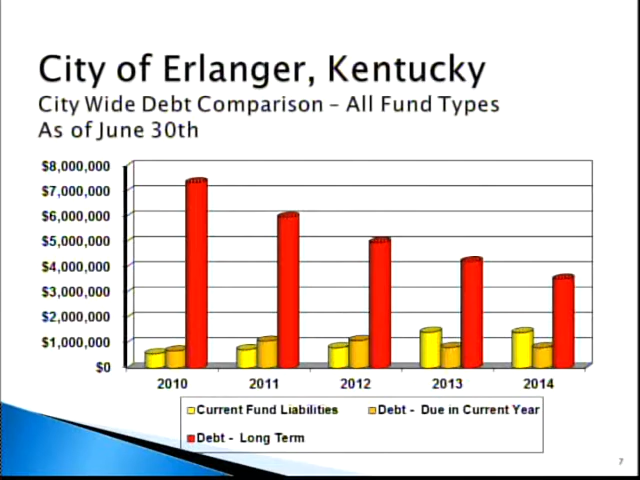 City of Erlanger, Kentucky
City Wide Debt Comparison – All Fund Types
As of June 30th
$8,000,000
$7,000,000
$6,000,000
$5,000,000
$4,000,000
$3,000,000
$2,000,000
$1,000,000
$0
2010 2011 2012 2013 2014
Current Fund Liabilities Debt - Due in Current Year
Debt - Long Term
7